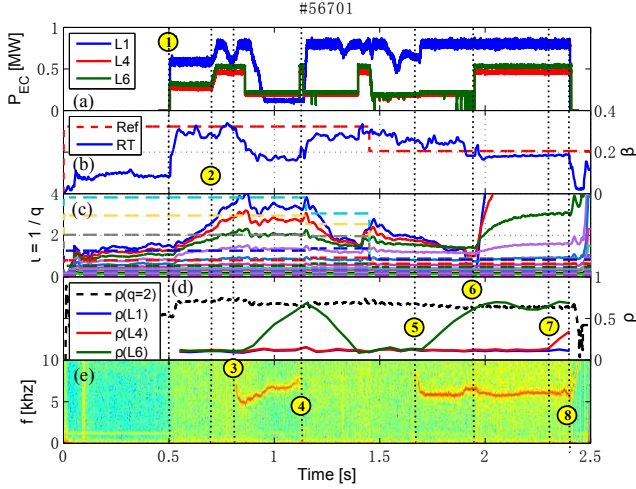 #56701
P_EC [MW]
1
0.5
0
L1
L4
L6
1
(a)
Ref
RT
(b)
2
0.4
0.2
0
β
ι = 1 / q
4
2
0
(c)
6
ρ(q=2)
ρ(L1)
ρ(L4)
ρ(L6)
(d)
5
7
1
0.5
0
ρ
f [khz]
10
5
0
(e)
3
4
8
0
0.5
1
1.5
2
2.5
Time [s]